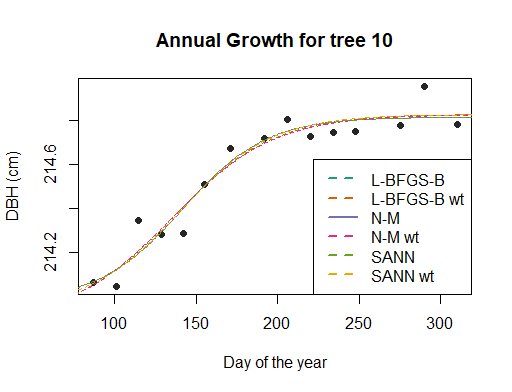 Annual Growth for tree 10
DBH (cm)
214.6
214.2
L-BFGS-B
L-BFGS-B wt
N-M
N-M wt
SANN
SANN wt
100 150 200 250 300
Day of the year